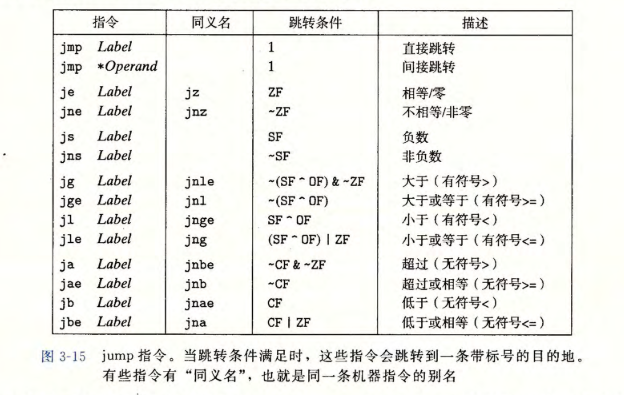 指令 同义名 跳转条件 描述
jmp Label 1 直接跳转
jmp *Operand 1 间接跳转
je Label jz ZF 相等/零
jne Label jnz ~ZF 不相等/非零
js Label SF 负数
jns Label ~SF 非负数
jg Label jnle ~(SF ^ OF) & ~ZF 大于（有符号>）
jge Label jnl ~(SF ^ OF) 大于或等于（有符号>=）
jl Label jnge SF ^ OF 小于（有符号<）
jle Label jng (SF ^ OF) | ZF 小于或等于（有符号<=）
ja Label jnbe ~CF & ~ZF 超过（无符号>）
jae Label jnb ~CF 超过或相等（无符号>=）
jb Label jnae CF 低于（无符号<）
jbe Label jna CF | ZF 低于或相等（无符号<=）
图 3-15 jump 指令。当跳转条件满足时，这些指令会跳转到一条带标号的目的地。
有些指令有“同义名”，也就是同一条机器指令的别名